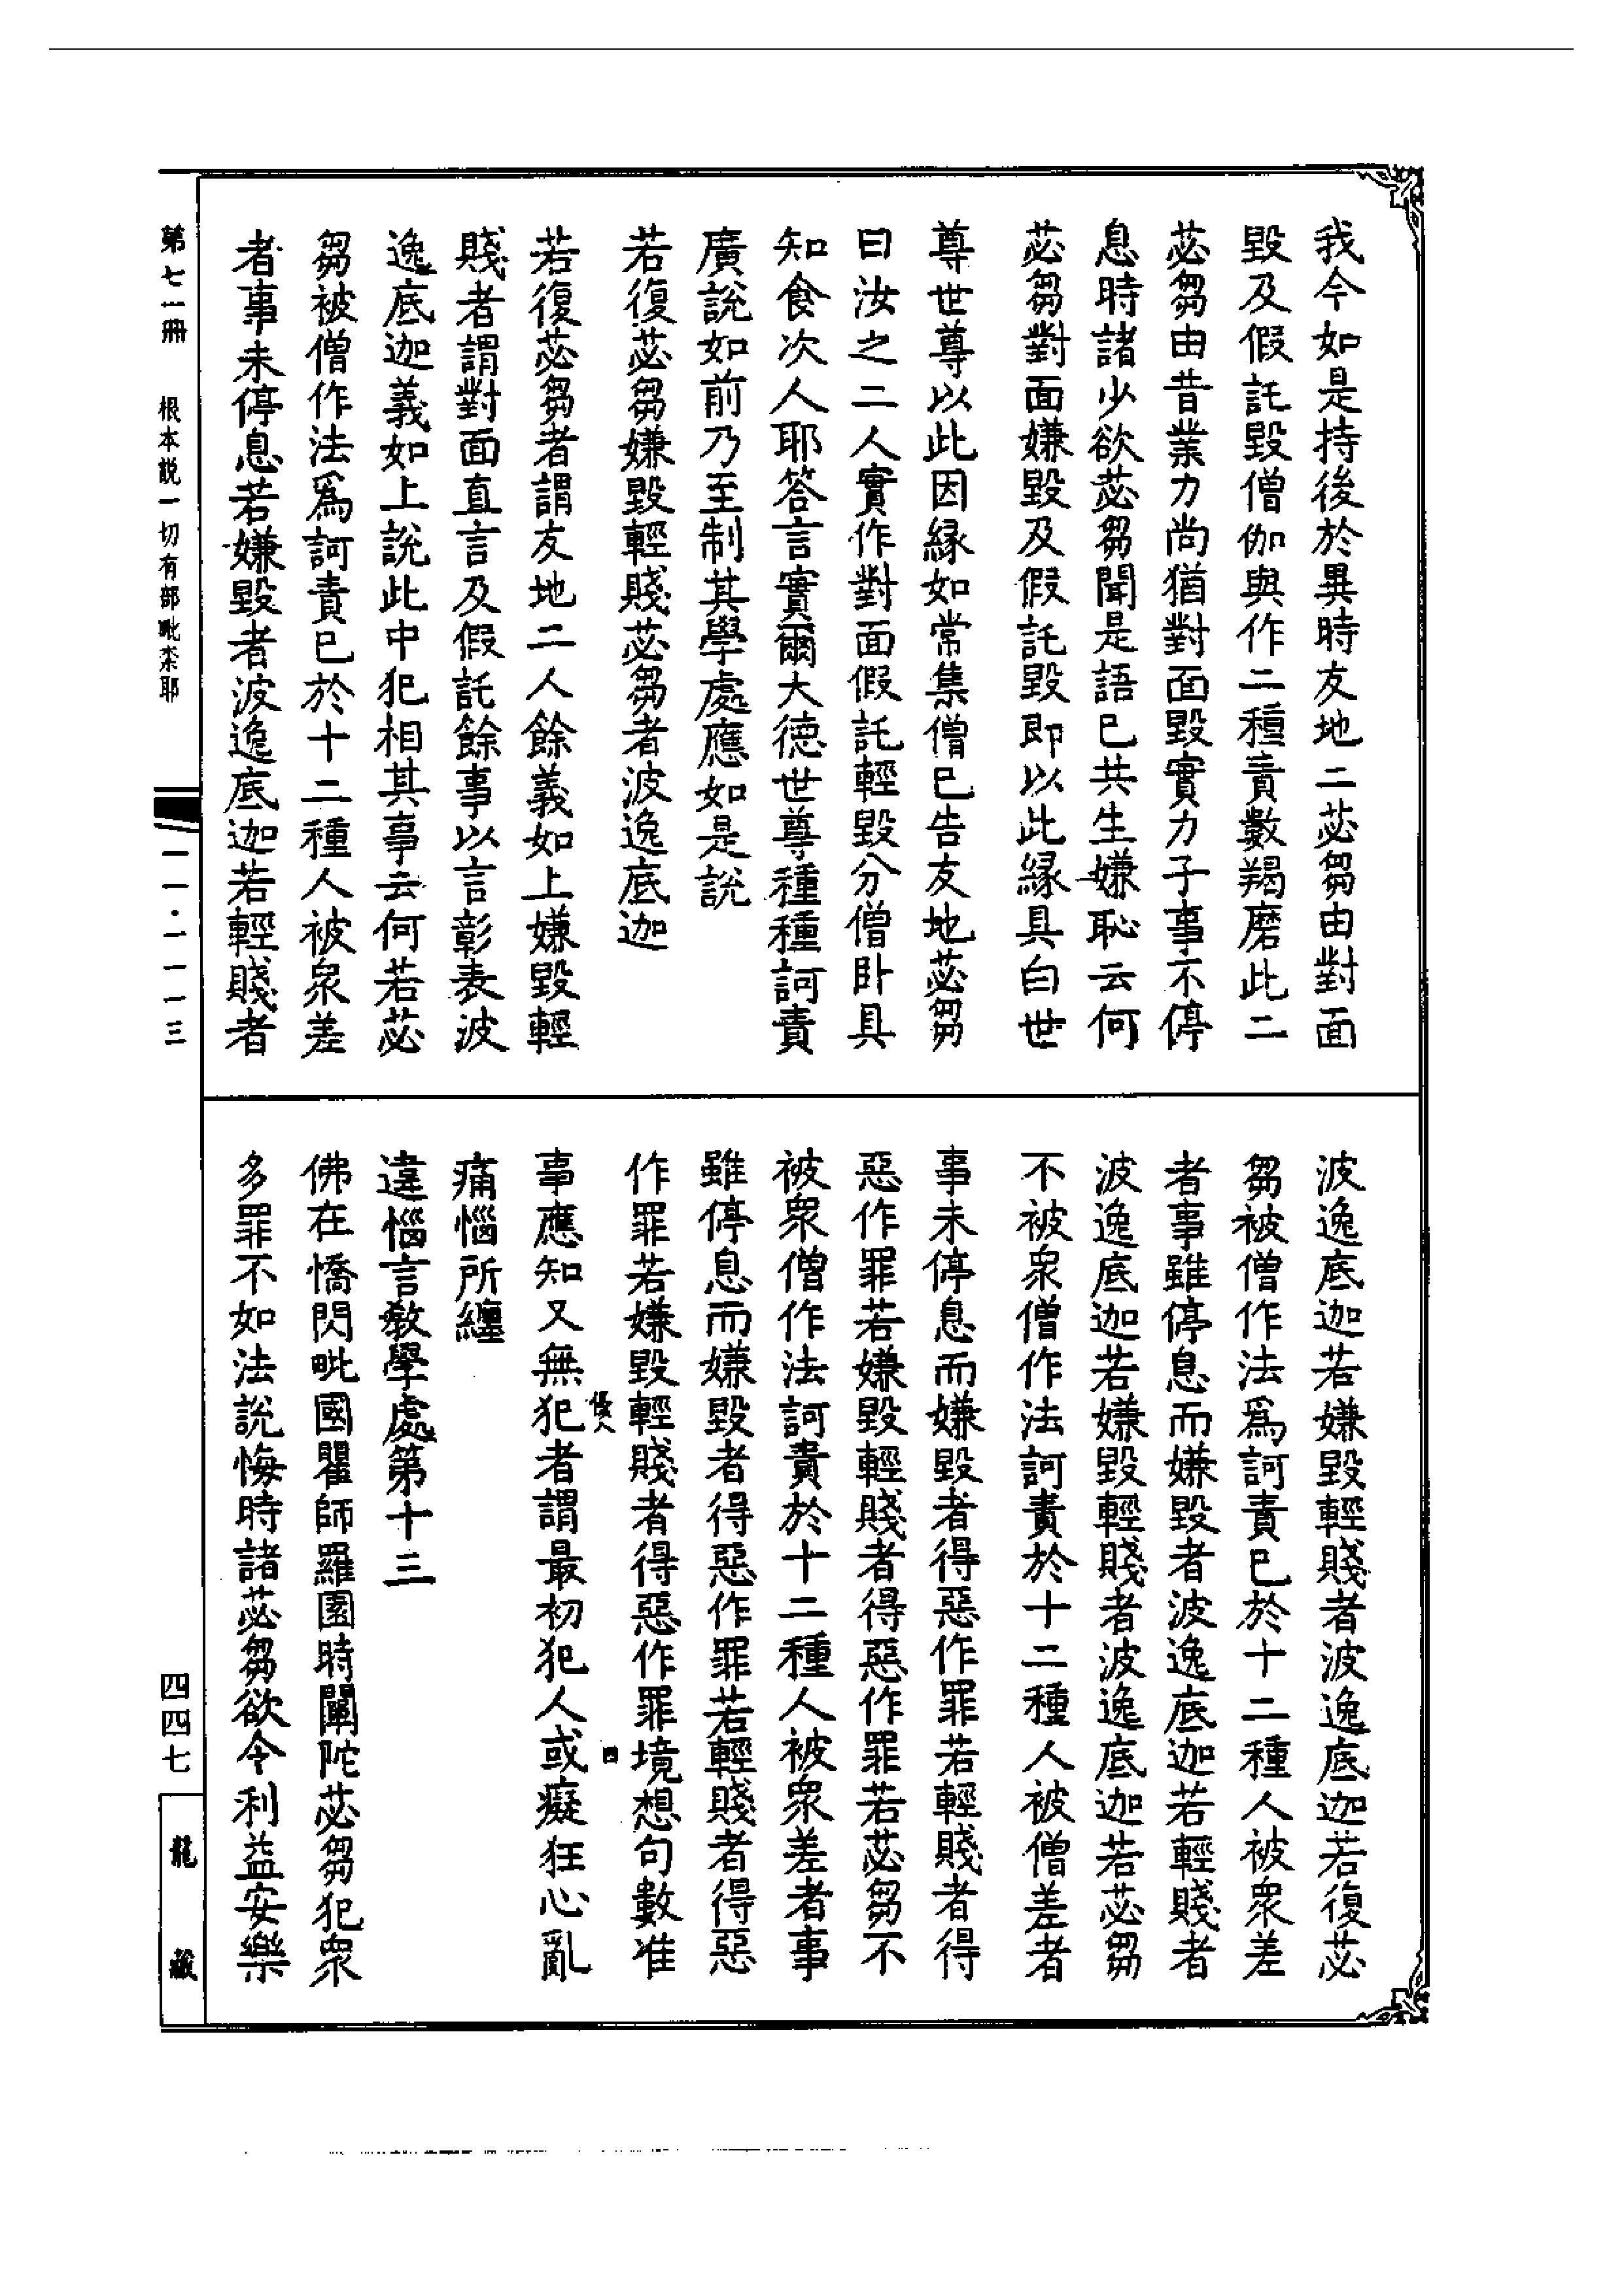 我今如是持後於異時友地二苾芻由對面
毀及假託毀僧伽與作二種責數羯磨此二
苾芻由昔業力尚猶對面毀實力子事不停
息時諸少欲苾芻聞是語已共生嫌恥云何
苾芻對面嫌毀及假託毀即以此緣具白世
尊世尊以此因緣如常集僧已告友地苾芻
曰汝之二人實作對面假託輕毀分僧卧具
知食次人耶答言實爾大德世尊種種訶責
廣說如前乃至制其學處應如是說
若復苾芻嫌毀輕賤苾芻者波逸底迦
若復苾芻者謂友地二人餘義如上嫌毀輕
賤者謂對面直言及假託餘事以言彰表波
逸底迦義如上說此中犯相其事云何若苾
芻被僧作法爲訶責已於十二種人被眾差
者事未停息若嫌毀者波逸底迦若輕賤者
波逸底迦若嫌毀輕賤者波逸底迦若復苾
芻被僧作法爲訶責已於十二種人被眾差
者事雖停息而嫌毀者波逸底迦若輕賤者
波逸底迦若嫌毀輕賤者波逸底迦若苾芻
不被眾僧作法訶責於十二種人被僧差者
事未停息而嫌毀者得惡作罪若輕賤者得
惡作罪若嫌毀輕賤者得惡作罪若苾芻不
被眾僧作法訶責於十二種人被眾差者事
雖停息而嫌毀者得惡作罪若輕賤者得惡
作罪若嫌毀輕賤者得惡作罪境想句數准
四
事應知又無犯者謂最初犯人或癡狂心亂
痛惱所纏
違惱言教學處第十三
佛在憍閃毗國瞿師羅園時闡陀苾芻犯眾
多罪不如法說悔時諸苾芻欲令利益安樂
第七一冊
根本説一切有部毗柰耶
一一·一一一三
四四七
龍藏